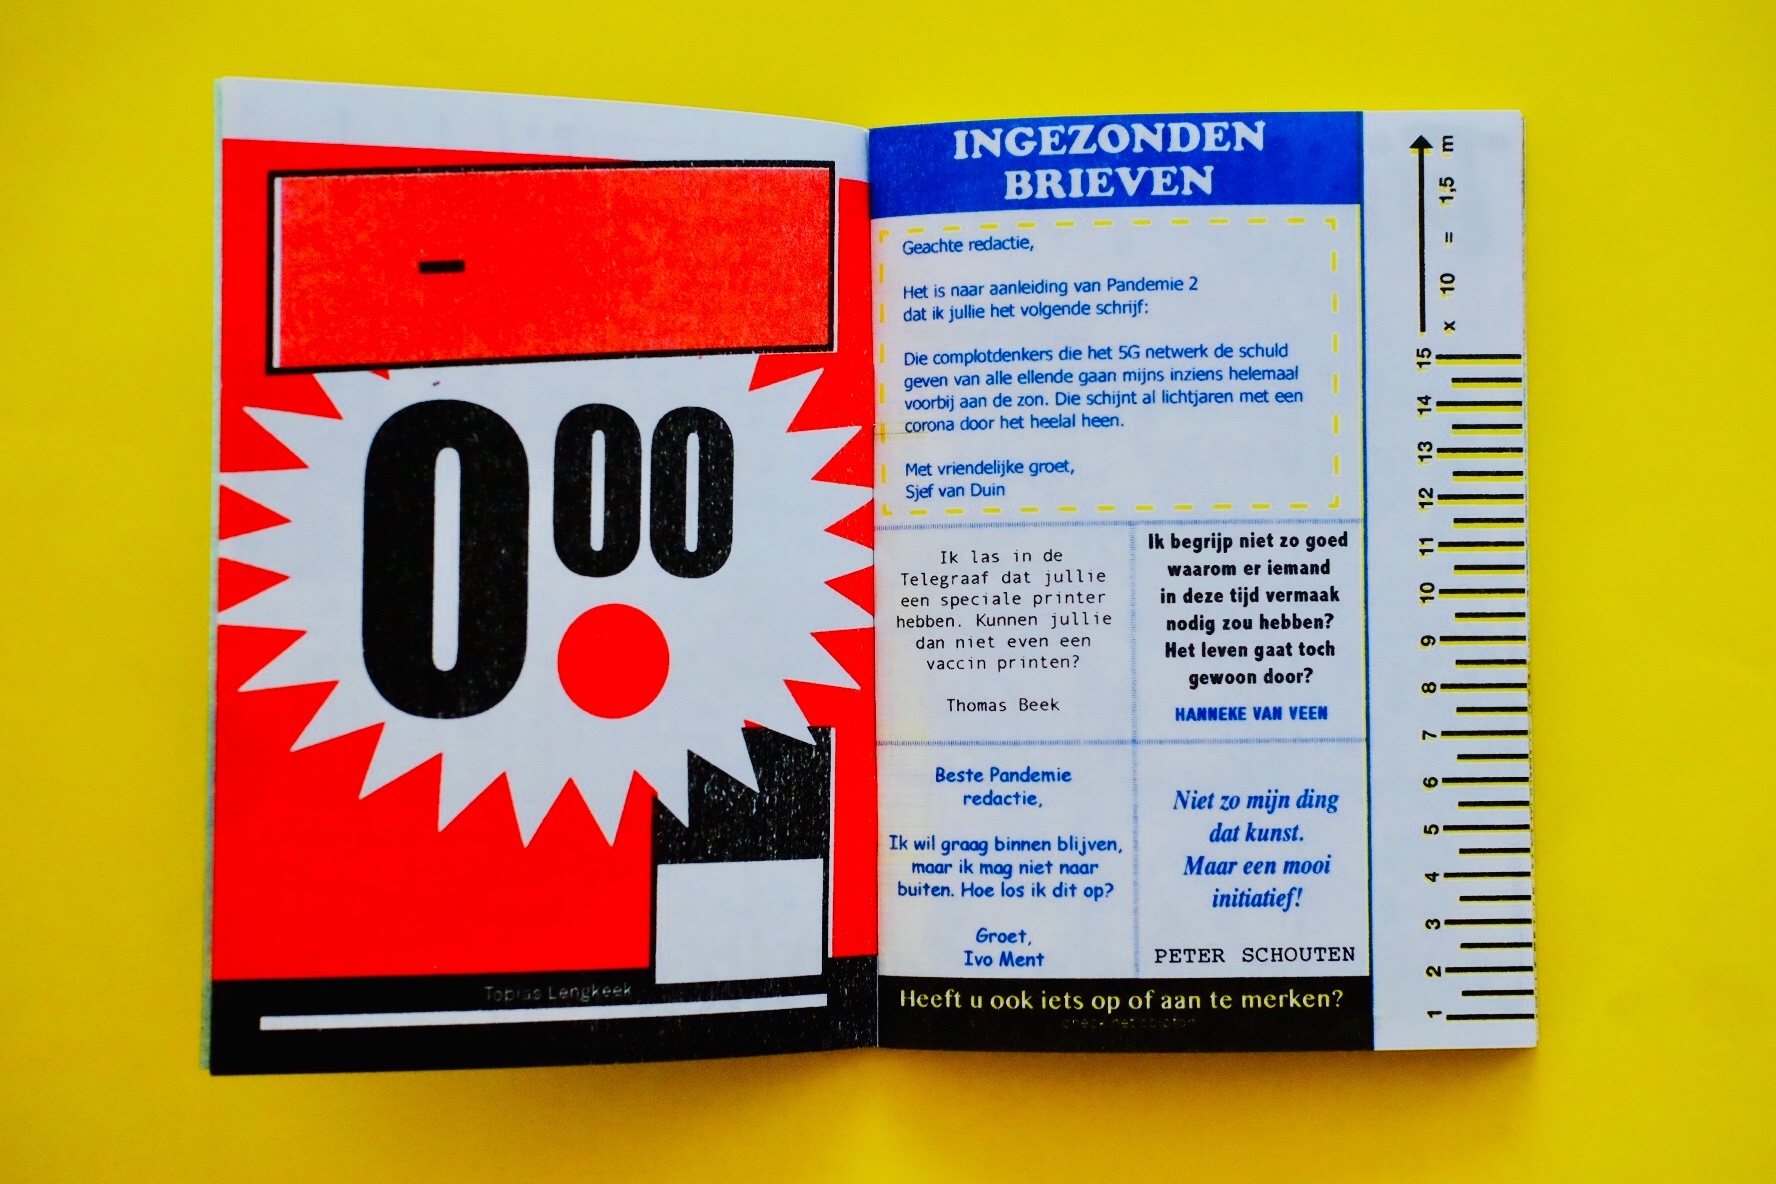 -
0 00
Tobias Lengkeek
INGEZONDEN
BRIEVEN
Geachte redactie,
Het is naar aanleiding van Pandemie 2
dat ik jullie het volgende schrijf:
Die complotdenkers die het 5G netwerk de schuld
geven van alle ellende gaan mijns inziens helemaal
voorbij aan de zon. Die schijnt al lichtjaren met een
corona door het heelal heen.
Met vriendelijke groet,
Sjef van Duin
Ik las in de
Telegraaf dat jullie
een speciale printer
hebben. Kunnen jullie
dan niet even een
vaccin printen?
Thomas Beek
Ik begrijp niet zo goed
waarom er iemand
in deze tijd vermaak
nodig zou hebben?
Het leven gaat toch
gewoon door?
HANNEKE VAN VEEN
Beste Pandemie
redactie,
Ik wil graag binnen blijven,
maar ik mag niet naar
buiten. Hoe los ik dit op?
Groet,
Ivo Ment
Niet zo mijn ding
dat kunst.
Maar een mooi
initiatief!
PETER SCHOUTEN
Heeft u ook iets op of aan te merken?
check het colofon
1 2 3 4 5 6 7 8 9 10 11 12 13 14 15 x 10 = 1,5 m